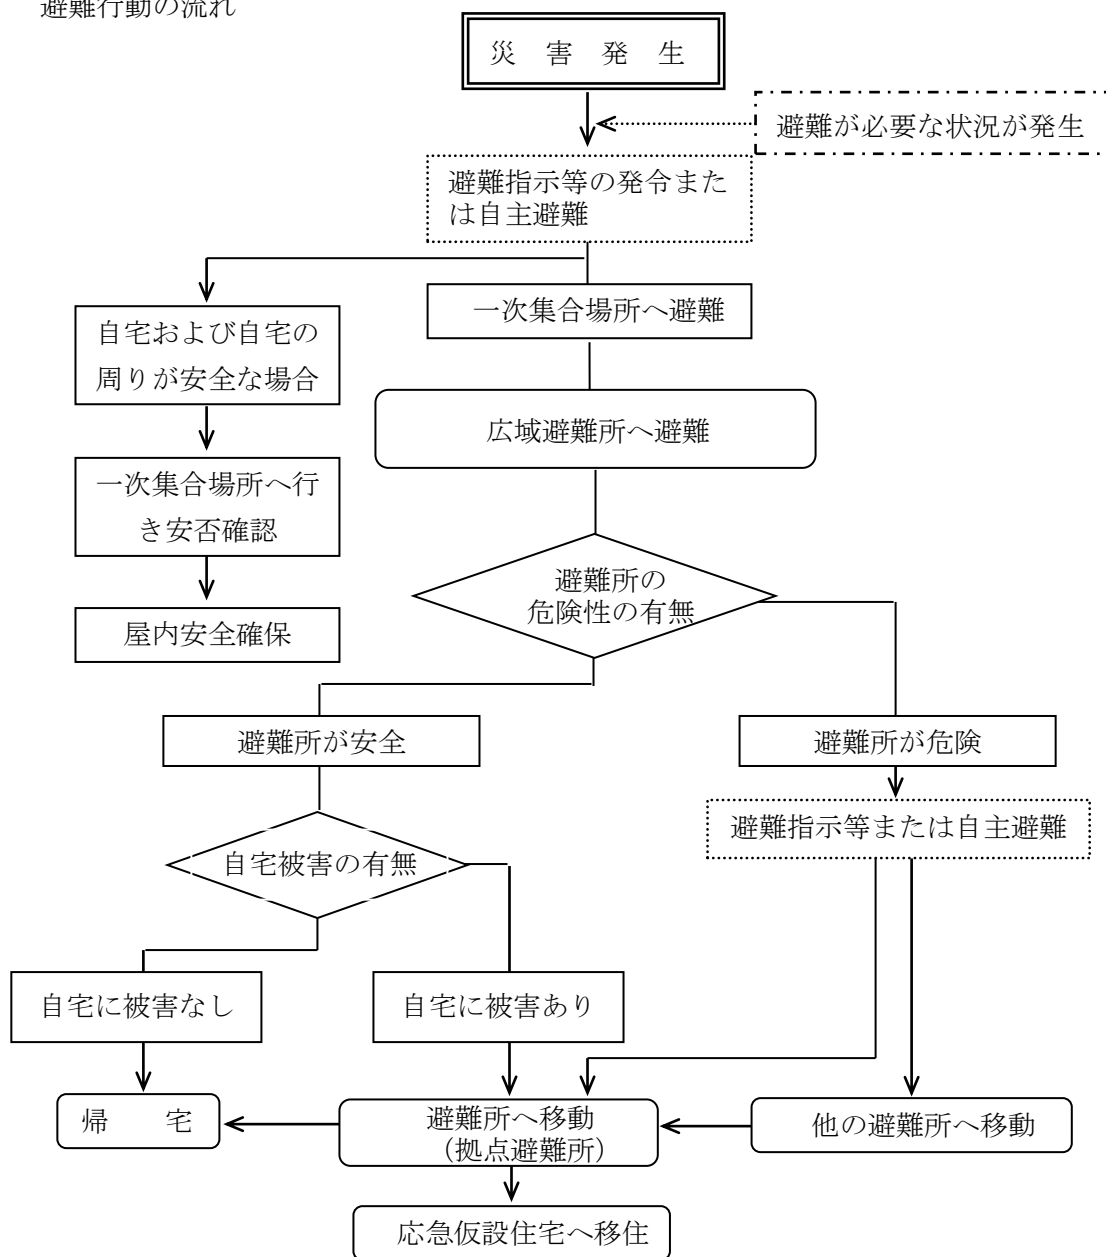 避難行動の流れ
災　害　発　生
避難が必要な状況が発生
避難指示等の発令また
は自主避難
一次集合場所へ避難
自宅および自宅の
周りが安全な場合
広域避難所へ避難
一次集合場所へ行
き安否確認
避難所の
危険性の有無
屋内安全確保
避難所が安全
避難所が危険
避難指示等または自主避難
自宅被害の有無
自宅に被害なし
自宅に被害あり
帰　　宅
避難所へ移動
（拠点避難所）
他の避難所へ移動
応急仮設住宅へ移住